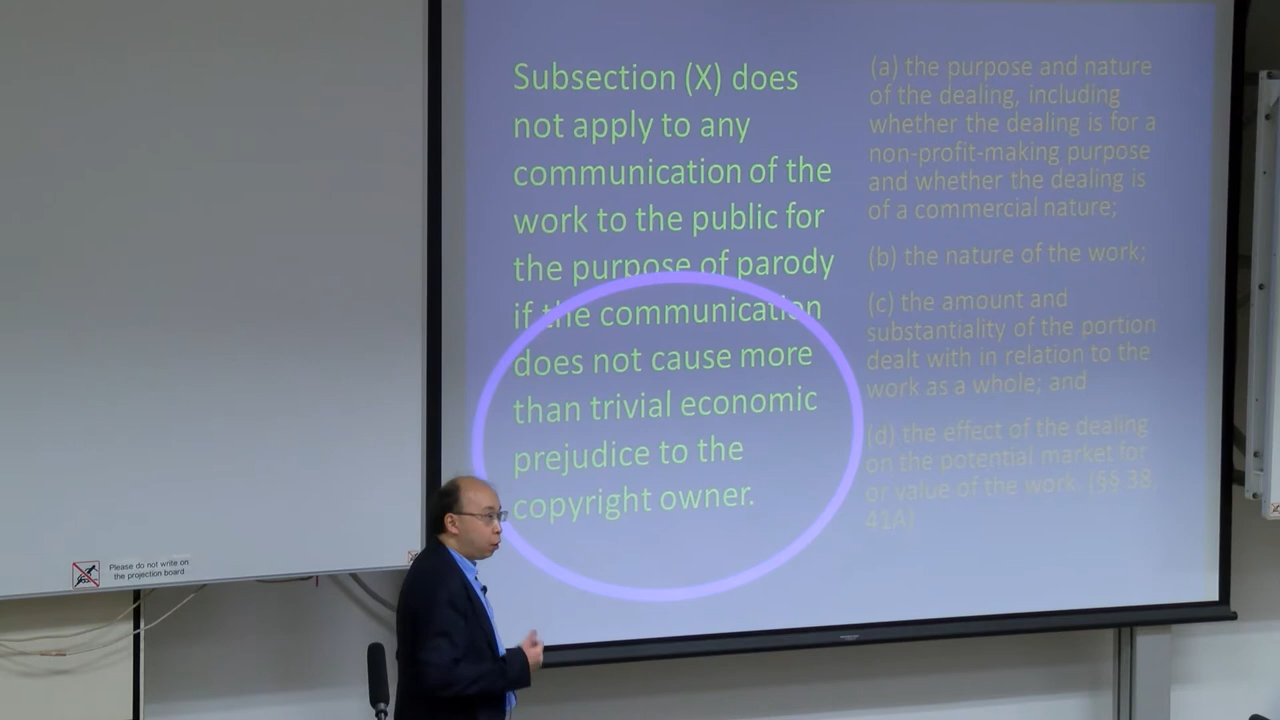 Subsection (X) does
not apply to any
communication of the
work to the public for
the purpose of parody
if the communication
does not cause more
than trivial economic
prejudice to the
copyright owner.
(a) the purpose and nature
of the dealing, including
whether the dealing is for a
non-profit-making purpose
and whether the dealing is
of a commercial nature;
(b) the nature of the work;
(c) the amount and
substantiality of the portion
dealt with in relation to the
work as a whole; and
(d) the effect of the dealing
on the potential market for
or value of the work. (§§ 38,
41A)
Please do not write on
the projection board